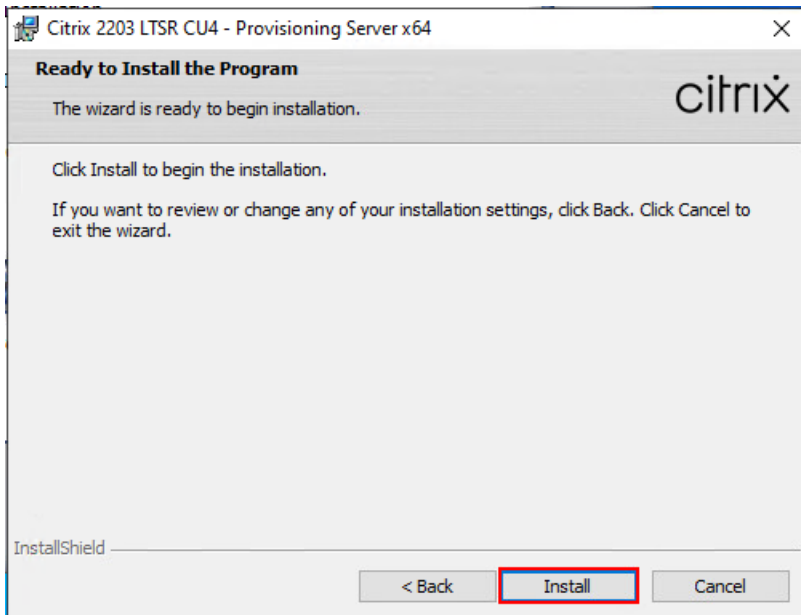 Citrix 2203 LTSR CU4 - Provisioning Server x64
Ready to Install the Program
The wizard is ready to begin installation.
citrix
Click Install to begin the installation.
If you want to review or change any of your installation settings, click Back. Click Cancel to
exit the wizard.
InstallShield
< Back
Install
Cancel